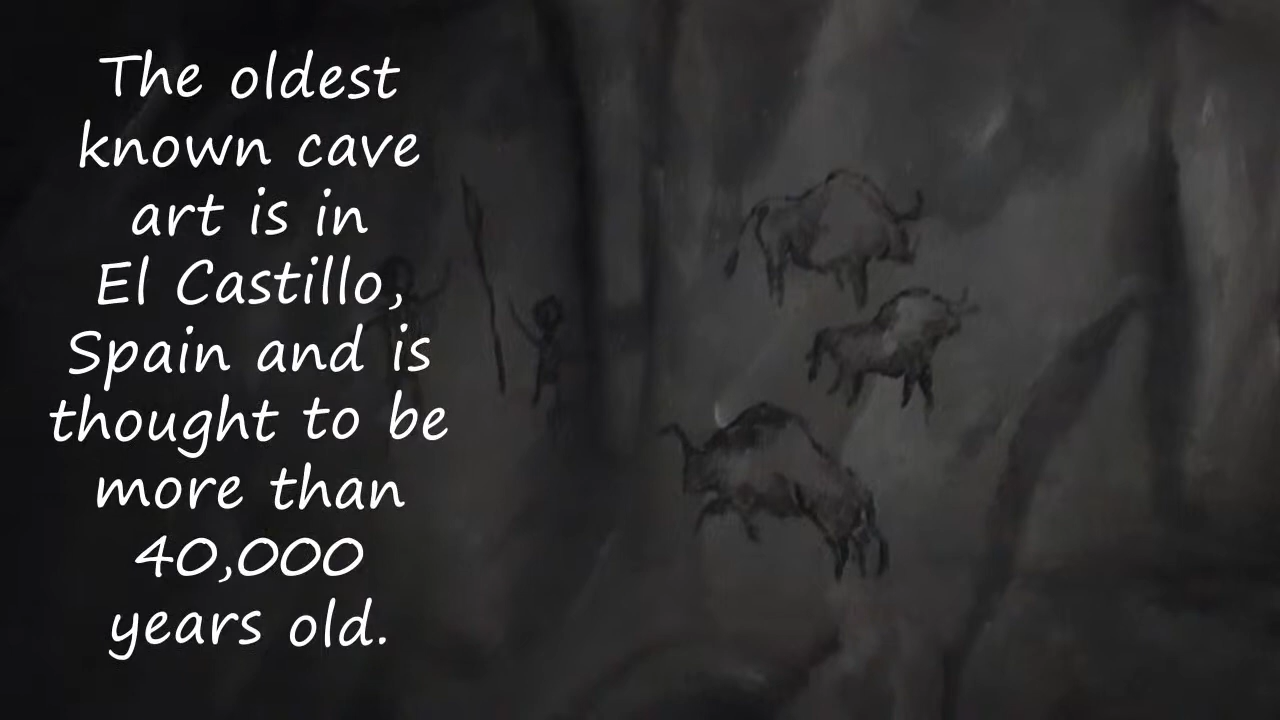 The oldest
known cave
art is in
El Castillo,
Spain and is
thought to be
more than
40,000
years old.